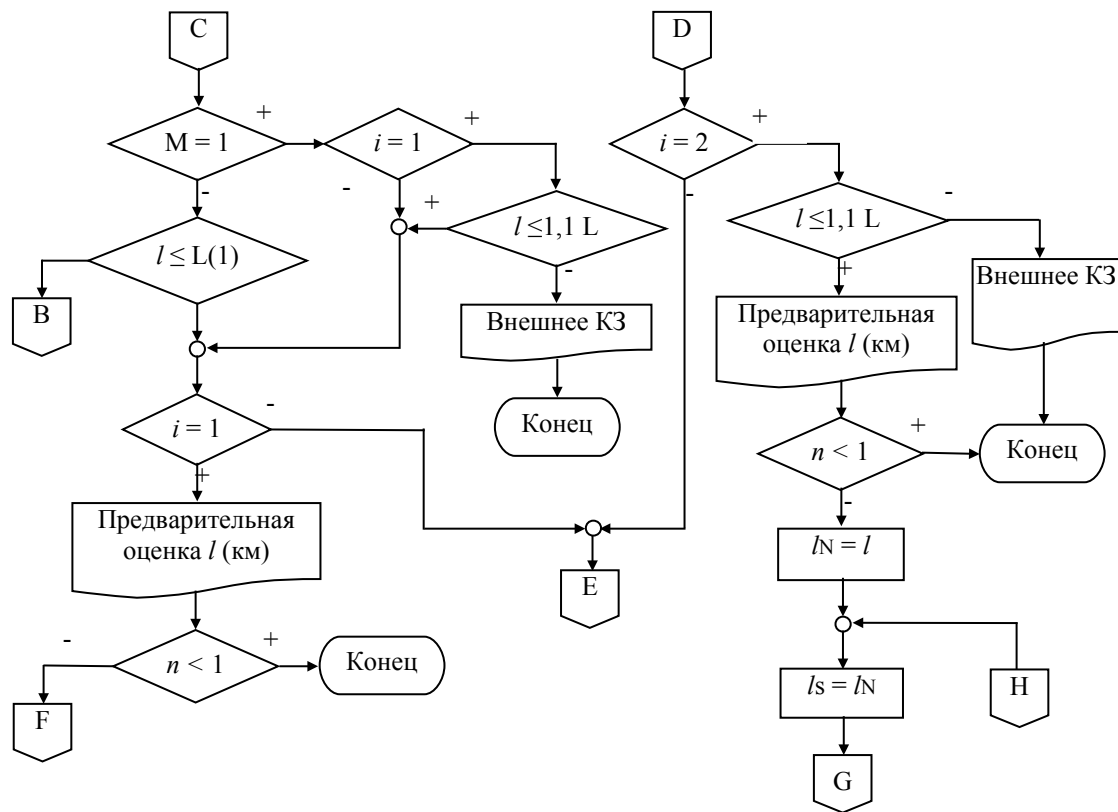 C
D
+
+
+
M = 1
i = 1
i = 2
-
-
+
-
-
l ≤ L(1)
l ≤1,1 L
l ≤1,1 L
-
+
B
Внешнее КЗ
Предварительная
оценка l (км)
Внешнее КЗ
i = 1
-
Конец
n < 1
+
Конец
+
-
Предварительная
оценка l (км)
lN = l
E
-
+
n < 1
Конец
lS = lN
H
F
G